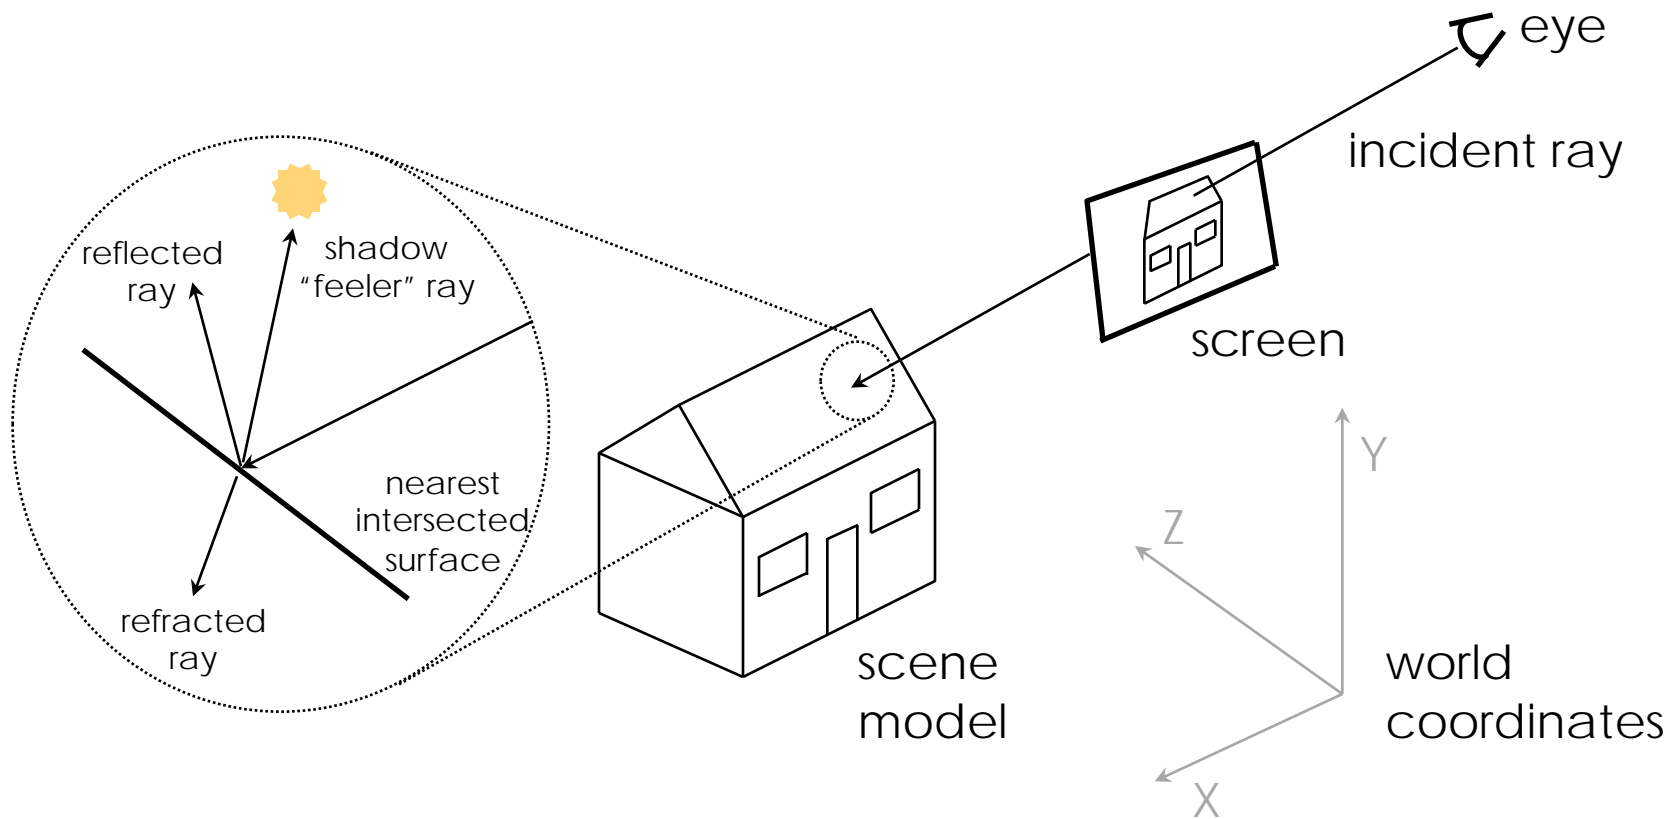 eye
incident ray
reflected
ray
shadow
“feeler” ray
screen
Y
nearest
intersected
surface
Z
refracted
ray
scene
model
world
coordinates
X